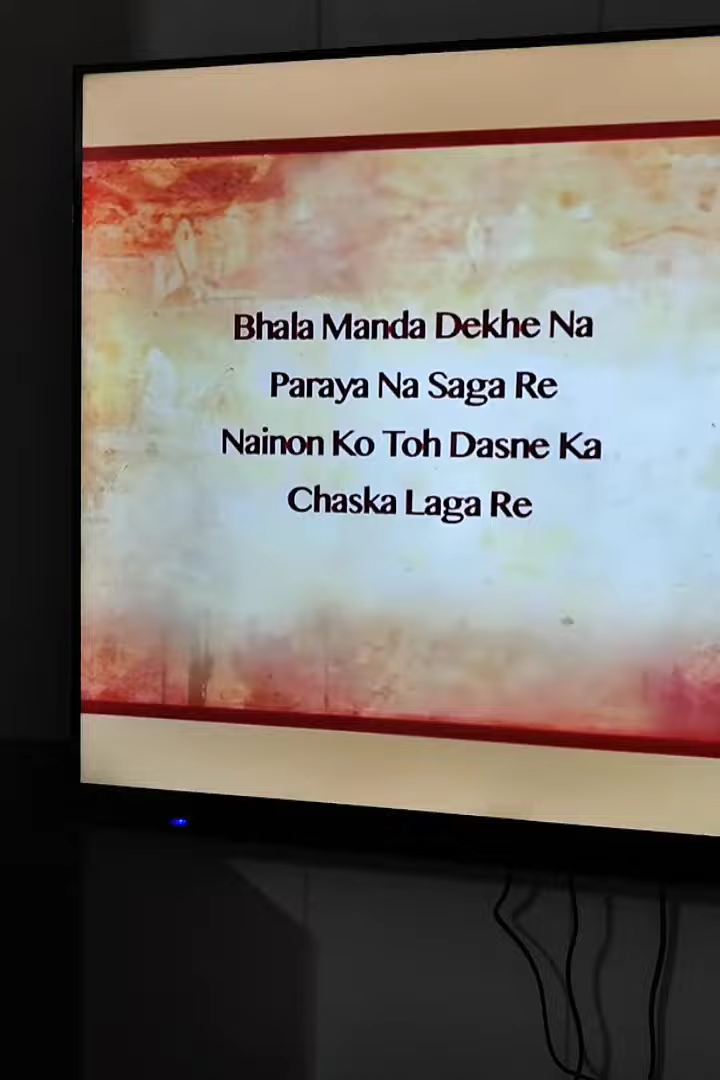 Bhala Manda Dekhe Na
Paraya Na Saga Re
Nainon Ko Toh Dasne Ka
Chaska Laga Re